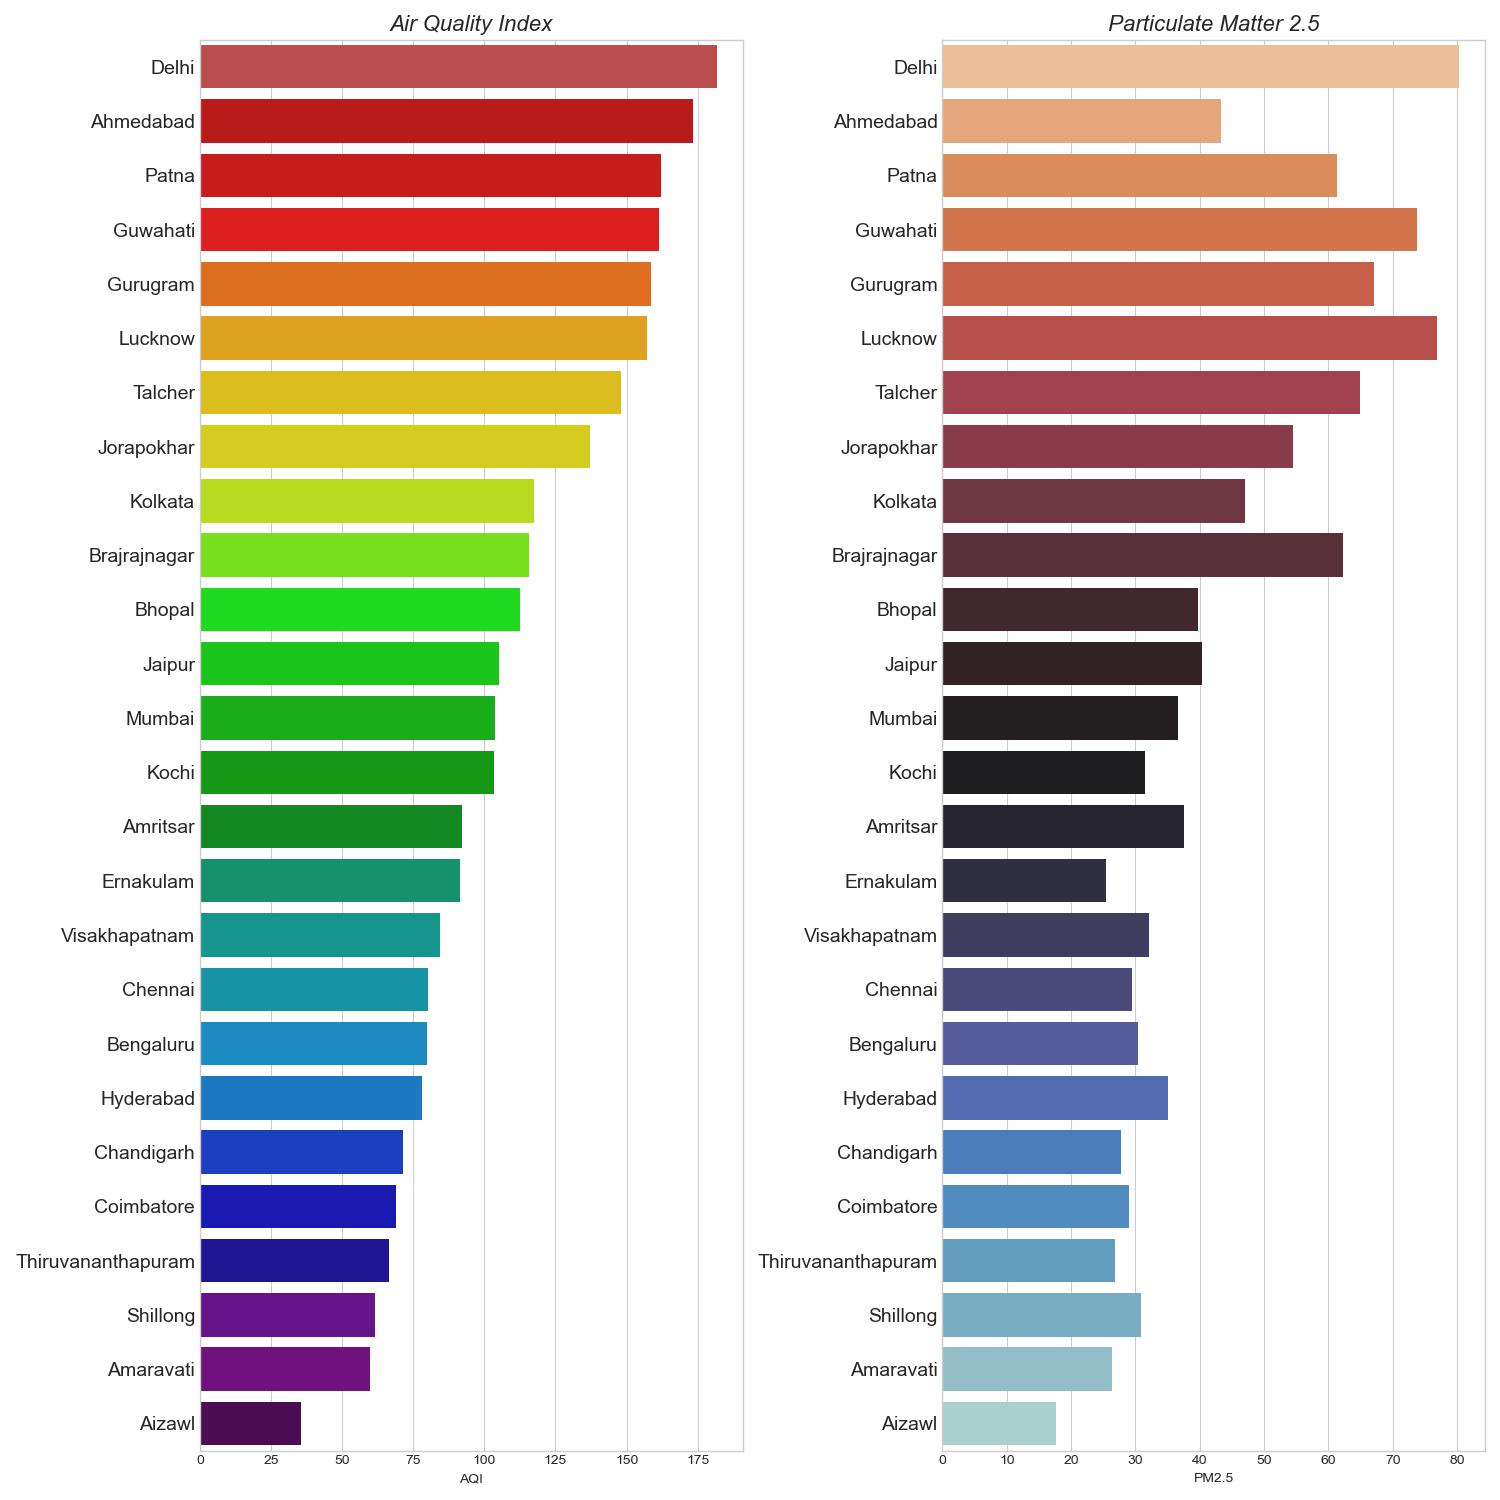 Air Quality Index
Delhi
Ahmedabad
Patna
Guwahati
Gurugram
Lucknow
Talcher
Jorapokhar
Kolkata
Brajrajnagar
Bhopal
Jaipur
Mumbai
Kochi
Amritsar
Ernakulam
Visakhapatnam
Chennai
Bengaluru
Hyderabad
Chandigarh
Coimbatore
Thiruvananthapuram
Shillong
Amaravati
Aizawl
0 25 50 75 100 125 150 175
AQI
Particulate Matter 2.5
Delhi
Ahmedabad
Patna
Guwahati
Gurugram
Lucknow
Talcher
Jorapokhar
Kolkata
Brajrajnagar
Bhopal
Jaipur
Mumbai
Kochi
Amritsar
Ernakulam
Visakhapatnam
Chennai
Bengaluru
Hyderabad
Chandigarh
Coimbatore
Thiruvananthapuram
Shillong
Amaravati
Aizawl
0 10 20 30 40 50 60 70 80
PM2.5